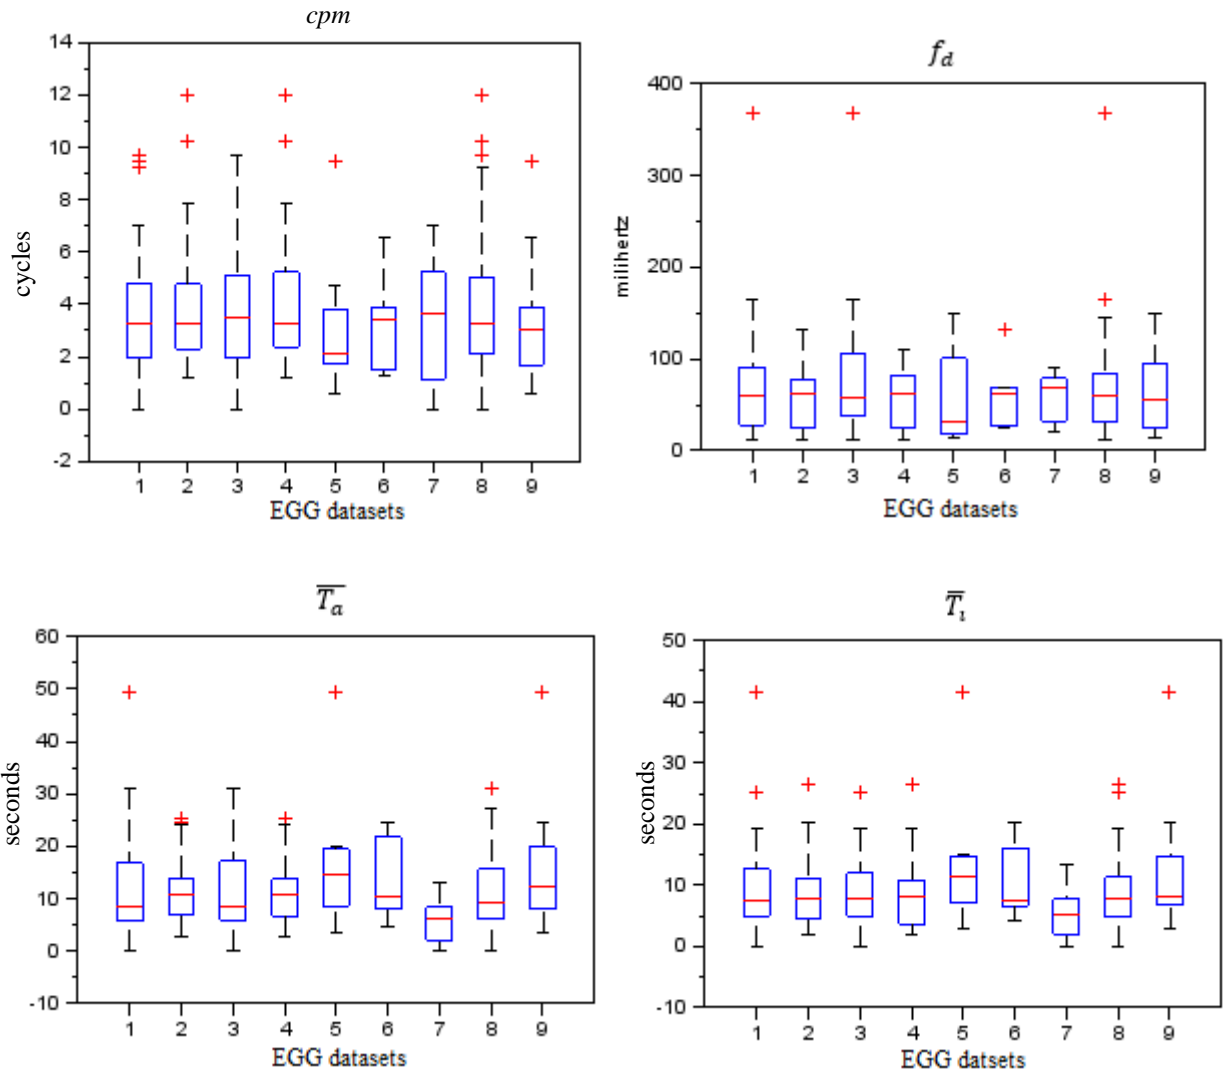 cpm
cycles
14
12
10
8
6
4
2
0
-2
1 2 3 4 5 6 7 8 9
EGG datasets
f_d
milihertz
400
300
200
100
0
1 2 3 4 5 6 7 8 9
EGG datasets
\overline{T_a}
seconds
60
50
40
30
20
10
0
-10
1 2 3 4 5 6 7 8 9
EGG datasets
\overline{T}_ı
seconds
50
40
30
20
10
0
-10
1 2 3 4 5 6 7 8 9
EGG datsets